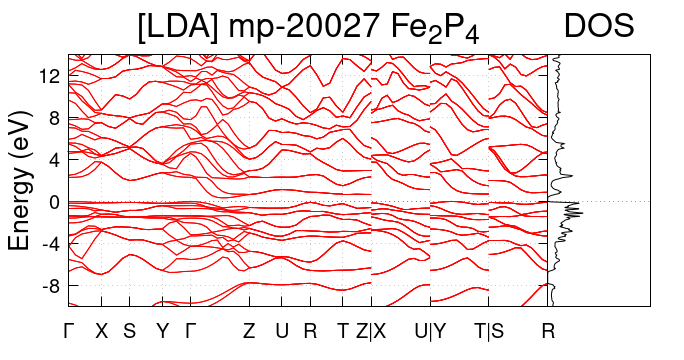 [LDA] mp-20027 Fe₂P₄ DOS
Energy (eV)
12
8
4
0
-4
-8
Γ X S Y Γ Z U R T Z|X U|Y T|S R